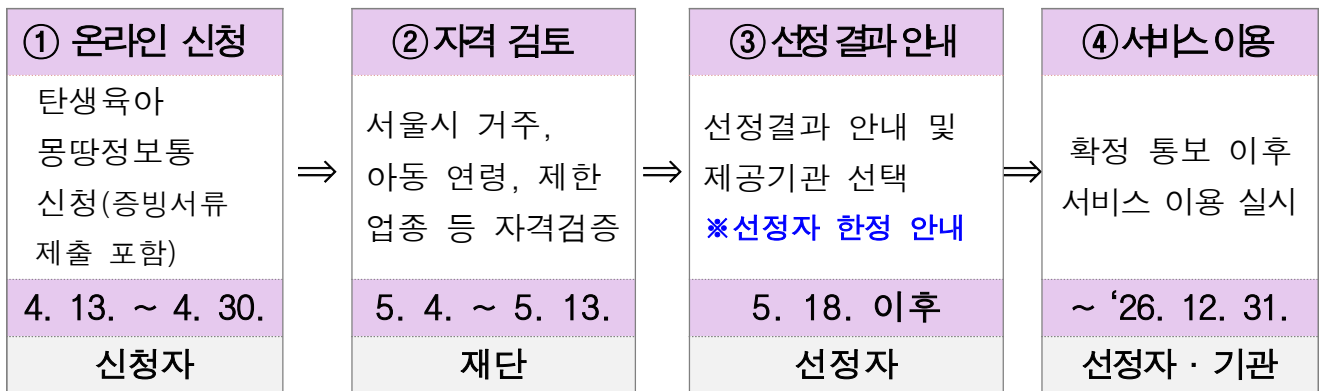 ① 온라인 신청
탄생육아
몽땅정보통
신청(증빙서류
제출 포함)
4. 13. ~ 4. 30.
신청자
⇒
② 자격 검토
서울시 거주,
아동 연령, 제한
업종 등 자격검증
5. 4. ~ 5. 13.
재단
⇒
③ 선정 결과 안내
선정결과 안내 및
제공기관 선택
※선정자 한정 안내
5. 18. 이후
선정자
⇒
④ 서비스 이용
확정 통보 이후
서비스 이용 실시
~ ‘26. 12. 31.
선정자 · 기관